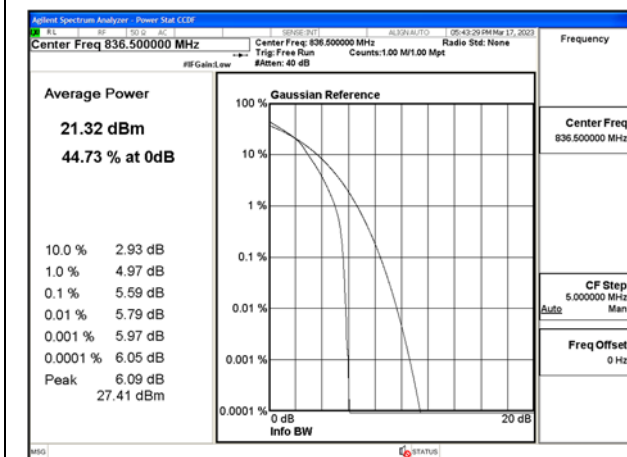 Agilent Spectrum Analyzer - Power Stat CCDF
RL RF 50 Ω AC SENSE:INT ALIGNAUTO 05:43:29 PM Mar 17, 2023
Center Freq 836.500000 MHz
Center Freq: 836.500000 MHz Radio Std: None
Trig: Free Run Counts:1.00 M/1.00 Mpt
#IFGain:Low #Atten: 40 dB
Frequency
Average Power
21.32 dBm
44.73 % at 0dB
10.0 % 2.93 dB
1.0 % 4.97 dB
0.1 % 5.59 dB
0.01 % 5.79 dB
0.001 % 5.97 dB
0.0001 % 6.05 dB
Peak 6.09 dB
27.41 dBm
Gaussian Reference
100 %
10 %
1 %
0.1 %
0.01 %
0.001 %
0.0001 %
0 dB 20 dB
Info BW
Center Freq
836.500000 MHz
CF Step
5.000000 MHz
Auto Man
Freq Offset
0 Hz
MSG STATUS